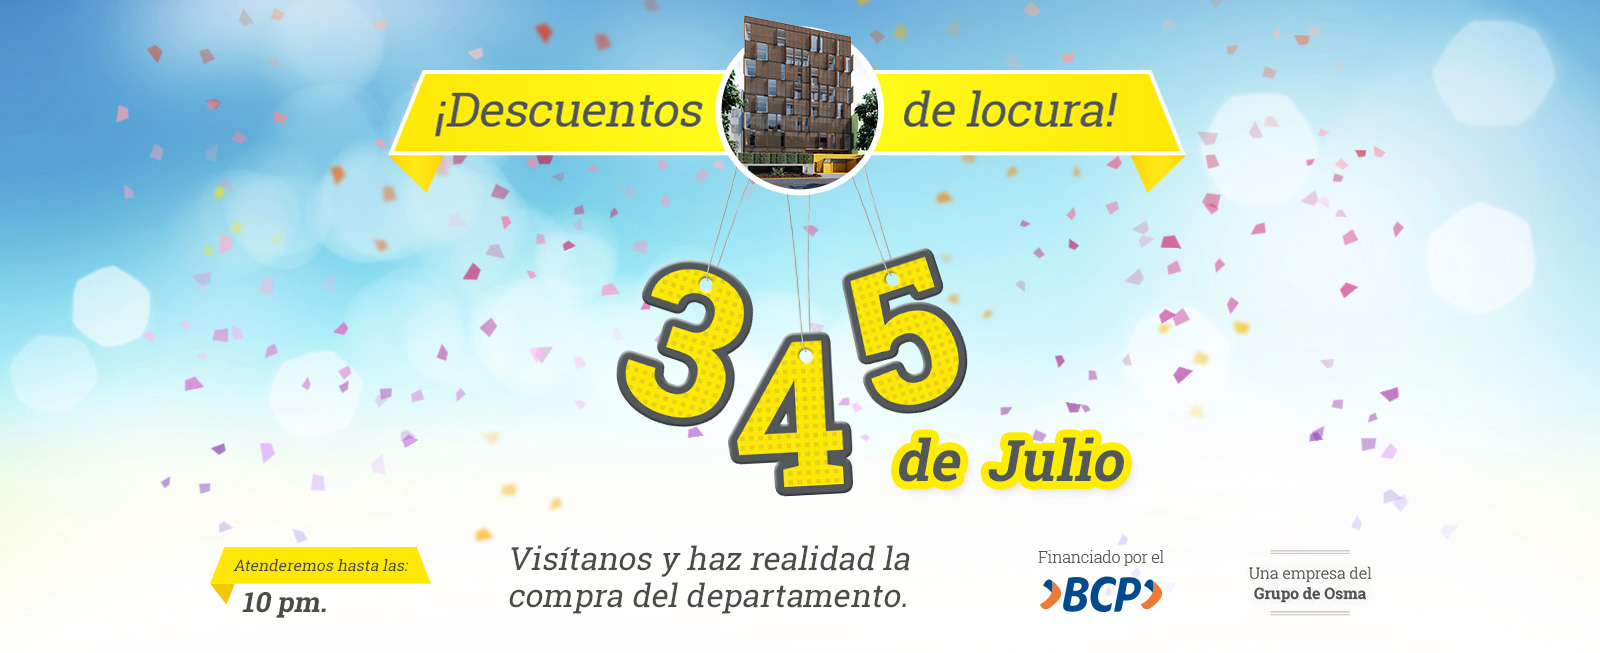 ¡Descuentos de locura!
3 4 5
de Julio
Atenderemos hasta las:
10 pm.
Visítanos y haz realidad la
compra del departamento.
Financiado por el
BCP
Una empresa del
Grupo de Osma